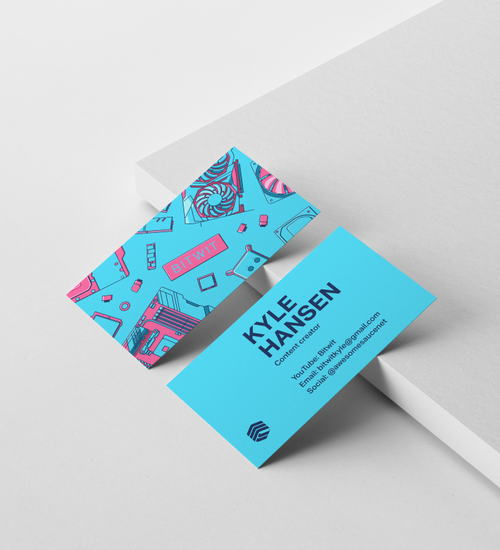 BITWIT
KYLE
HANSEN
Content creator
YouTube: Bitwit
Email: bitwitkyle@gmail.com
Social: @awesomesaucenet